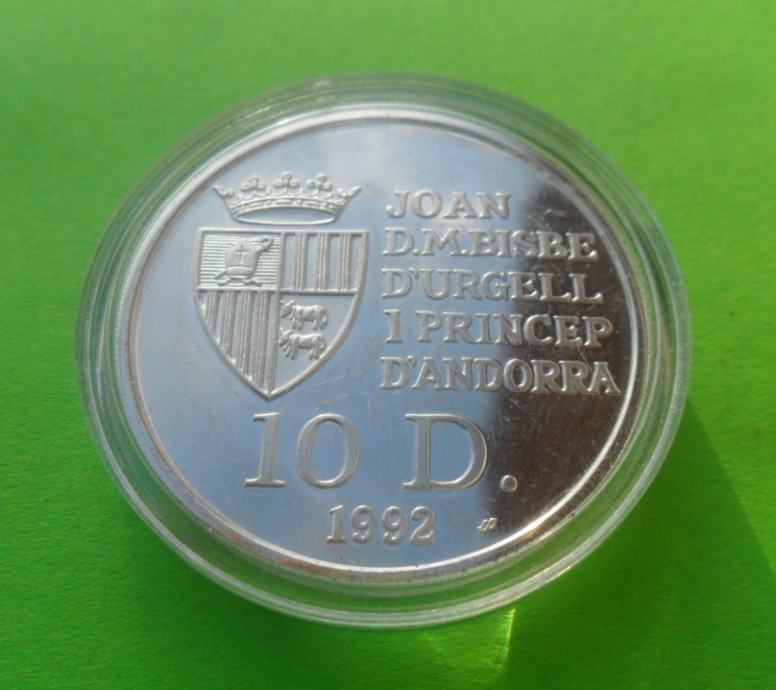 JOAN
D.M.BISBE
D'URGELL
I PRINCEP
D'ANDORRA
10 D.
1992